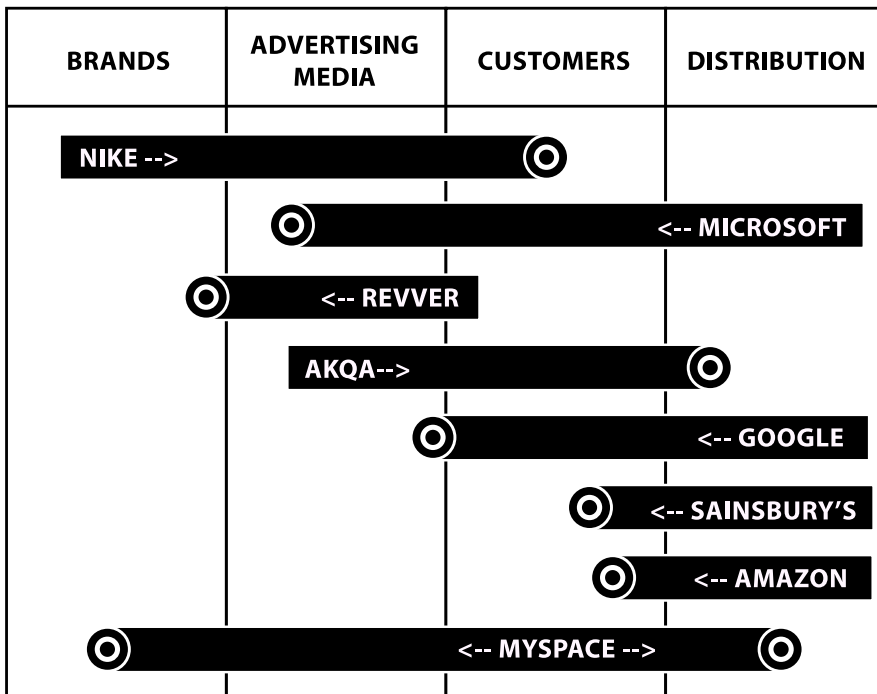 BRANDS
ADVERTISING
MEDIA
CUSTOMERS
DISTRIBUTION
NIKE -->
<-- MICROSOFT
<-- REVVER
AKQA-->
<-- GOOGLE
<-- SAINSBURY’S
<-- AMAZON
<-- MYSPACE -->